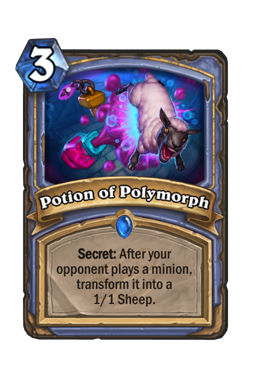 3
Potion of Polymorph
Secret: After your
opponent plays a minion,
transform it into a
1/1 Sheep.